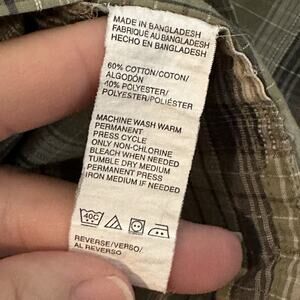 MADE IN BANGLADESH
FABRIQUE AU BANGLADESH
HECHO EN BANGLADESH
60% COTTON/COTON/
ALGODÓN
40% POLYESTER/
POLYESTER/POLIÉSTER
MACHINE WASH WARM
PERMANENT
PRESS CYCLE
ONLY NON-CHLORINE
BLEACH WHEN NEEDED
TUMBLE DRY MEDIUM
PERMANENT PRESS
IRON MEDIUM IF NEEDED
40C
REVERSE/VERSO/
AL REVERSO